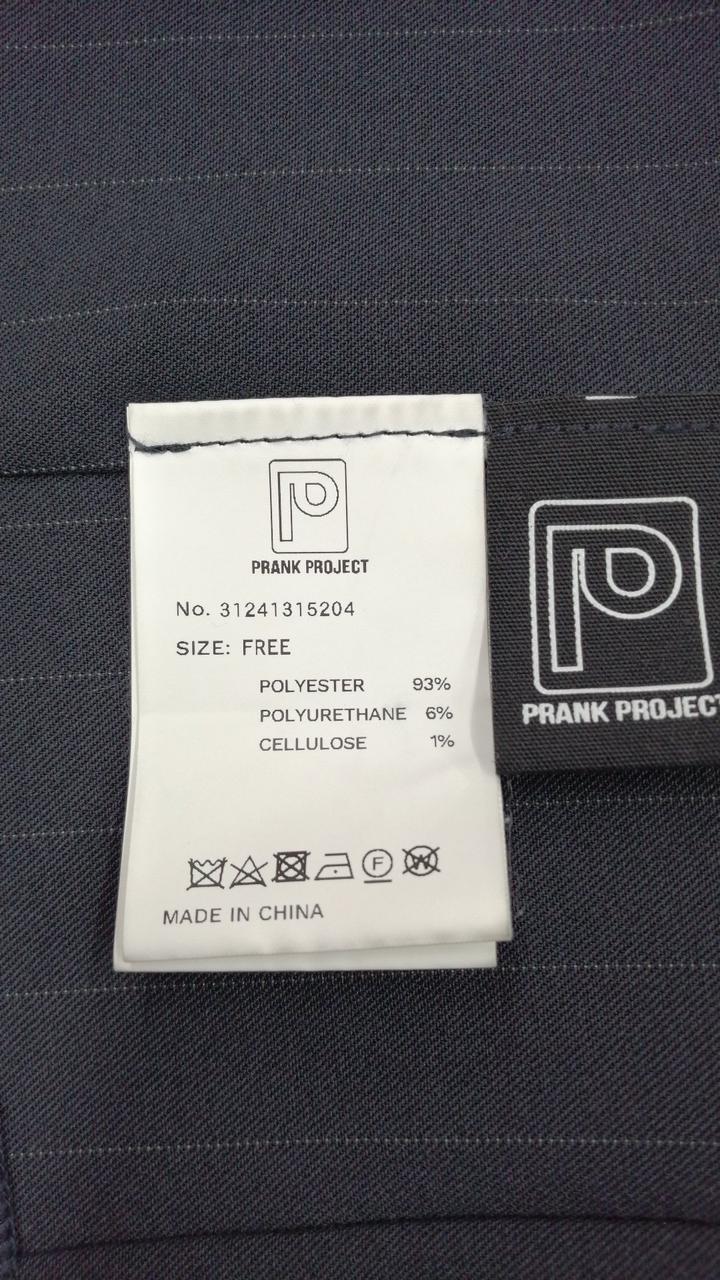 PRANK PROJECT
No. 31241315204
SIZE: FREE
POLYESTER 93%
POLYURETHANE 6%
CELLULOSE 1%
F
W
MADE IN CHINA
PRANK PROJECT